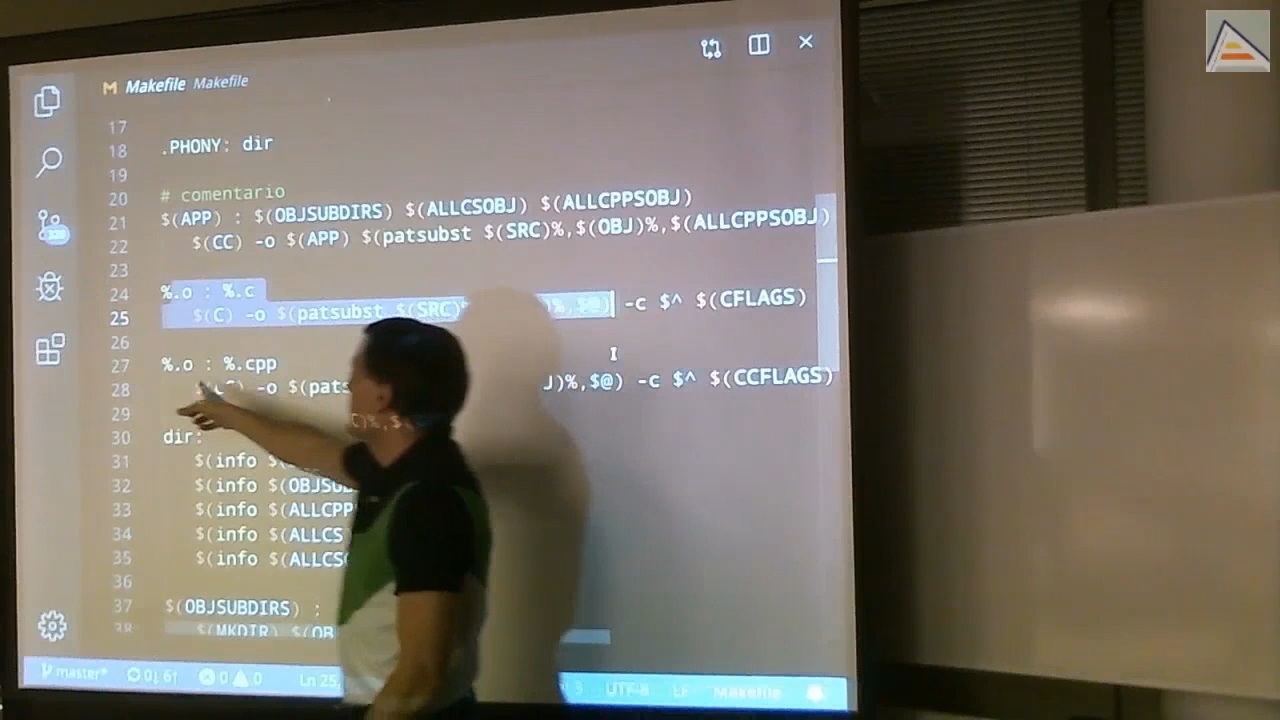 Makefile Makefile
17
18 .PHONY: dir
19
20 # comentario
21 $(APP) : $(OBJSUBDIRS) $(ALLCSOBJ) $(ALLCPPSOBJ)
22 $(CC) -o $(APP) $(patsubst $(SRC)%,$(OBJ)%,$(ALLCPPSOBJ)
23
24 %.o : %.c
25 $(C) -o $(patsubst $(SRC) )%,$@) -c $^ $(CFLAGS)
26
27 %.o : %.cpp
28 -o $(pats J)%,$@) -c $^ $(CCFLAGS)
29
30 dir:
31 $(info
32 $(info $(OBJSUB
33 $(info $(ALLCPP
34 $(info $(ALLCS
35 $(info $(ALLCS
36
37 $(OBJSUBDIRS) :
38 $(MKDIR) $(OB
master* 0↓ 6↑ 0 0 Ln 25, UTF-8 LF Makefile